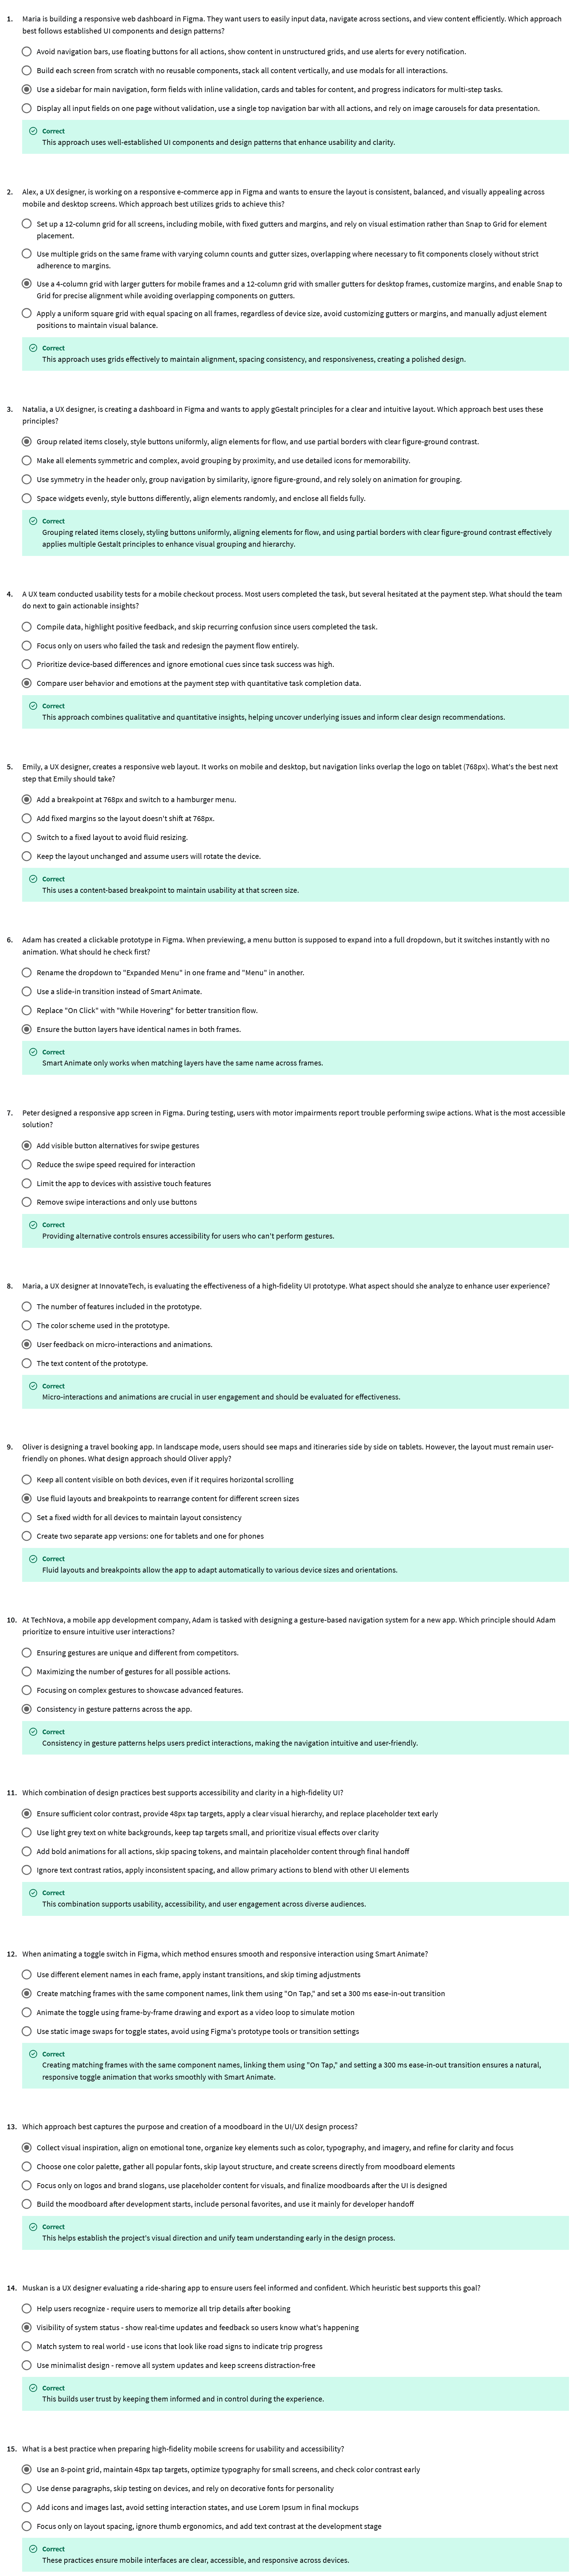 1. Maria is building a responsive web dashboard in Figma. They want users to easily input data, navigate across sections, and view content efficiently. Which approach
best follows established UI components and design patterns?
Avoid navigation bars, use floating buttons for all actions, show content in unstructured grids, and use alerts for every notification.
Build each screen from scratch with no reusable components, stack all content vertically, and use modals for all interactions.
Use a sidebar for main navigation, form fields with inline validation, cards and tables for content, and progress indicators for multi-step tasks.
Display all input fields on one page without validation, use a single top navigation bar with all actions, and rely on image carousels for data presentation.
Correct
This approach uses well-established UI components and design patterns that enhance usability and clarity.
2. Alex, a UX designer, is working on a responsive e-commerce app in Figma and wants to ensure the layout is consistent, balanced, and visually appealing across
mobile and desktop screens. Which approach best utilizes grids to achieve this?
Set up a 12-column grid for all screens, including mobile, with fixed gutters and margins, and rely on visual estimation rather than Snap to Grid for element
placement.
Use multiple grids on the same frame with varying column counts and gutter sizes, overlapping where necessary to fit components closely without strict
adherence to margins.
Use a 4-column grid with larger gutters for mobile frames and a 12-column grid with smaller gutters for desktop frames, customize margins, and enable Snap to
Grid for precise alignment while avoiding overlapping components on gutters.
Apply a uniform square grid with equal spacing on all frames, regardless of device size, avoid customizing gutters or margins, and manually adjust element
positions to maintain visual balance.
Correct
This approach uses grids effectively to maintain alignment, spacing consistency, and responsiveness, creating a polished design.
3. Natalia, a UX designer, is creating a dashboard in Figma and wants to apply gGestalt principles for a clear and intuitive layout. Which approach best uses these
principles?
Group related items closely, style buttons uniformly, align elements for flow, and use partial borders with clear figure-ground contrast.
Make all elements symmetric and complex, avoid grouping by proximity, and use detailed icons for memorability.
Use symmetry in the header only, group navigation by similarity, ignore figure-ground, and rely solely on animation for grouping.
Space widgets evenly, style buttons differently, align elements randomly, and enclose all fields fully.
Correct
Grouping related items closely, styling buttons uniformly, aligning elements for flow, and using partial borders with clear figure-ground contrast effectively
applies multiple Gestalt principles to enhance visual grouping and hierarchy.
4. A UX team conducted usability tests for a mobile checkout process. Most users completed the task, but several hesitated at the payment step. What should the team
do next to gain actionable insights?
Compile data, highlight positive feedback, and skip recurring confusion since users completed the task.
Focus only on users who failed the task and redesign the payment flow entirely.
Prioritize device-based differences and ignore emotional cues since task success was high.
Compare user behavior and emotions at the payment step with quantitative task completion data.
Correct
This approach combines qualitative and quantitative insights, helping uncover underlying issues and inform clear design recommendations.
5. Emily, a UX designer, creates a responsive web layout. It works on mobile and desktop, but navigation links overlap the logo on tablet (768px). What's the best next
step that Emily should take?
Add a breakpoint at 768px and switch to a hamburger menu.
Add fixed margins so the layout doesn't shift at 768px.
Switch to a fixed layout to avoid fluid resizing.
Keep the layout unchanged and assume users will rotate the device.
Correct
This uses a content-based breakpoint to maintain usability at that screen size.
6. Adam has created a clickable prototype in Figma. When previewing, a menu button is supposed to expand into a full dropdown, but it switches instantly with no
animation. What should he check first?
Rename the dropdown to "Expanded Menu" in one frame and "Menu" in another.
Use a slide-in transition instead of Smart Animate.
Replace "On Click" with "While Hovering" for better transition flow.
Ensure the button layers have identical names in both frames.
Correct
Smart Animate only works when matching layers have the same name across frames.
7. Peter designed a responsive app screen in Figma. During testing, users with motor impairments report trouble performing swipe actions. What is the most accessible
solution?
Add visible button alternatives for swipe gestures
Reduce the swipe speed required for interaction
Limit the app to devices with assistive touch features
Remove swipe interactions and only use buttons
Correct
Providing alternative controls ensures accessibility for users who can't perform gestures.
8. Maria, a UX designer at InnovateTech, is evaluating the effectiveness of a high-fidelity UI prototype. What aspect should she analyze to enhance user experience?
The number of features included in the prototype.
The color scheme used in the prototype.
User feedback on micro-interactions and animations.
The text content of the prototype.
Correct
Micro-interactions and animations are crucial in user engagement and should be evaluated for effectiveness.
9. Oliver is designing a travel booking app. In landscape mode, users should see maps and itineraries side by side on tablets. However, the layout must remain user-
friendly on phones. What design approach should Oliver apply?
Keep all content visible on both devices, even if it requires horizontal scrolling
Use fluid layouts and breakpoints to rearrange content for different screen sizes
Set a fixed width for all devices to maintain layout consistency
Create two separate app versions: one for tablets and one for phones
Correct
Fluid layouts and breakpoints allow the app to adapt automatically to various device sizes and orientations.
10. At TechNova, a mobile app development company, Adam is tasked with designing a gesture-based navigation system for a new app. Which principle should Adam
prioritize to ensure intuitive user interactions?
Ensuring gestures are unique and different from competitors.
Maximizing the number of gestures for all possible actions.
Focusing on complex gestures to showcase advanced features.
Consistency in gesture patterns across the app.
Correct
Consistency in gesture patterns helps users predict interactions, making the navigation intuitive and user-friendly.
11. Which combination of design practices best supports accessibility and clarity in a high-fidelity UI?
Ensure sufficient color contrast, provide 48px tap targets, apply a clear visual hierarchy, and replace placeholder text early
Use light grey text on white backgrounds, keep tap targets small, and prioritize visual effects over clarity
Add bold animations for all actions, skip spacing tokens, and maintain placeholder content through final handoff
Ignore text contrast ratios, apply inconsistent spacing, and allow primary actions to blend with other UI elements
Correct
This combination supports usability, accessibility, and user engagement across diverse audiences.
12. When animating a toggle switch in Figma, which method ensures smooth and responsive interaction using Smart Animate?
Use different element names in each frame, apply instant transitions, and skip timing adjustments
Create matching frames with the same component names, link them using "On Tap," and set a 300 ms ease-in-out transition
Animate the toggle using frame-by-frame drawing and export as a video loop to simulate motion
Use static image swaps for toggle states, avoid using Figma's prototype tools or transition settings
Correct
Creating matching frames with the same component names, linking them using "On Tap," and setting a 300 ms ease-in-out transition ensures a natural,
responsive toggle animation that works smoothly with Smart Animate.
13. Which approach best captures the purpose and creation of a moodboard in the UI/UX design process?
Collect visual inspiration, align on emotional tone, organize key elements such as color, typography, and imagery, and refine for clarity and focus
Choose one color palette, gather all popular fonts, skip layout structure, and create screens directly from moodboard elements
Focus only on logos and brand slogans, use placeholder content for visuals, and finalize moodboards after the UI is designed
Build the moodboard after development starts, include personal favorites, and use it mainly for developer handoff
Correct
This helps establish the project's visual direction and unify team understanding early in the design process.
14. Muskan is a UX designer evaluating a ride-sharing app to ensure users feel informed and confident. Which heuristic best supports this goal?
Help users recognize - require users to memorize all trip details after booking
Visibility of system status - show real-time updates and feedback so users know what's happening
Match system to real world - use icons that look like road signs to indicate trip progress
Use minimalist design - remove all system updates and keep screens distraction-free
Correct
This builds user trust by keeping them informed and in control during the experience.
15. What is a best practice when preparing high-fidelity mobile screens for usability and accessibility?
Use an 8-point grid, maintain 48px tap targets, optimize typography for small screens, and check color contrast early
Use dense paragraphs, skip testing on devices, and rely on decorative fonts for personality
Add icons and images last, avoid setting interaction states, and use Lorem Ipsum in final mockups
Focus only on layout spacing, ignore thumb ergonomics, and add text contrast at the development stage
Correct
These practices ensure mobile interfaces are clear, accessible, and responsive across devices.